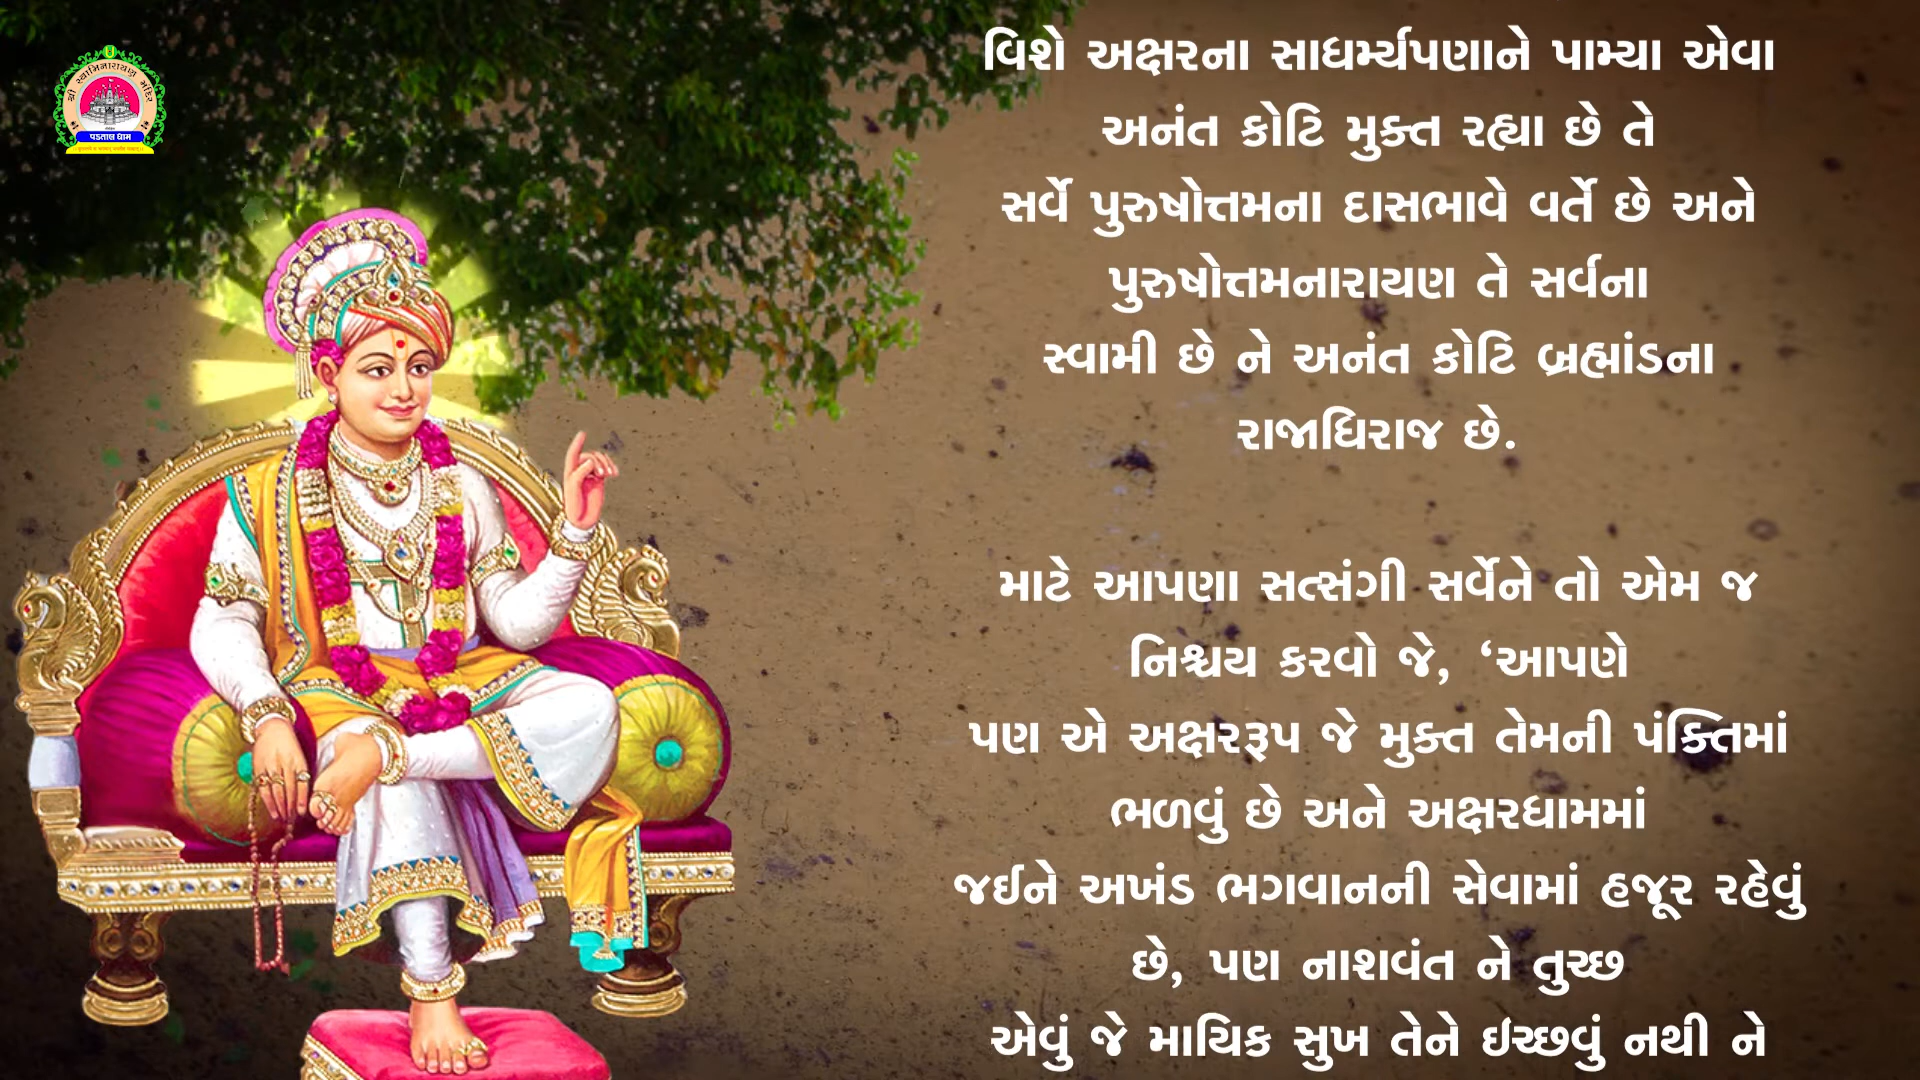 શ્રી સ્વામિનારાયણ મંદિર
વડતાલ ધામ
વિશે અક્ષરના સાધર્મ્યપણાને પામ્યા એવા
અનંત કોટિ મુક્ત રહ્યા છે તે
સર્વે પુરુષોત્તમના દાસભાવે વર્તે છે અને
પુરુષોત્તમનારાયણ તે સર્વના
સ્વામી છે ને અનંત કોટિ બ્રહ્માંડના
રાજાધિરાજ છે.
માટે આપણા સત્સંગી સર્વેને તો એમ જ
નિશ્ચય કરવો જે, ‘આપણે
પણ એ અક્ષરરૂપ જે મુક્ત તેમની પંક્તિમાં
ભળવું છે અને અક્ષરધામમાં
જઈને અખંડ ભગવાનની સેવામાં હજૂર રહેવું
છે, પણ નાશવંત ને તુચ્છ
એવું જે માયિક સુખ તેને ઈચ્છવું નથી ને